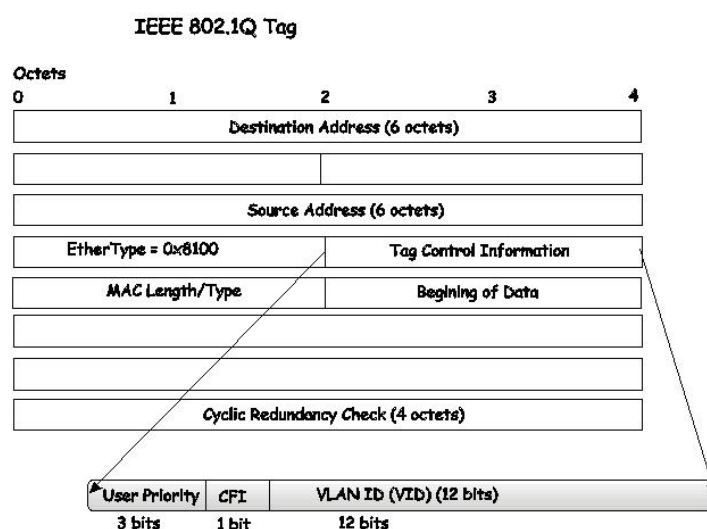 IEEE 802.1Q Tag
Octets
0 1 2 3 4
Destination Address (6 octets)
Source Address (6 octets)
EtherType = 0x8100 Tag Control Information
MAC Length/Type Begining of Data
Cyclic Redundancy Check (4 octets)
User Priority CFI VLAN ID (VID) (12 bits)
3 bits 1 bit 12 bits